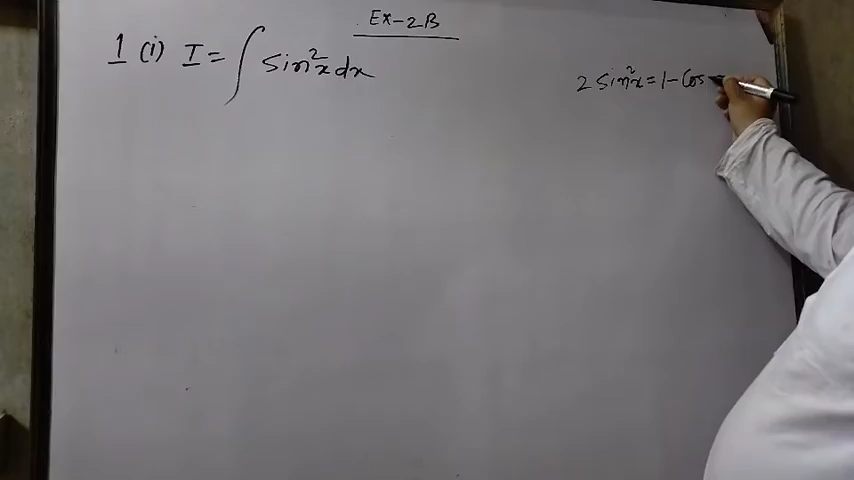 Ex-2B
1 (i) I = ∫ Sin²x dx
2 Sin²x = 1 - Cos